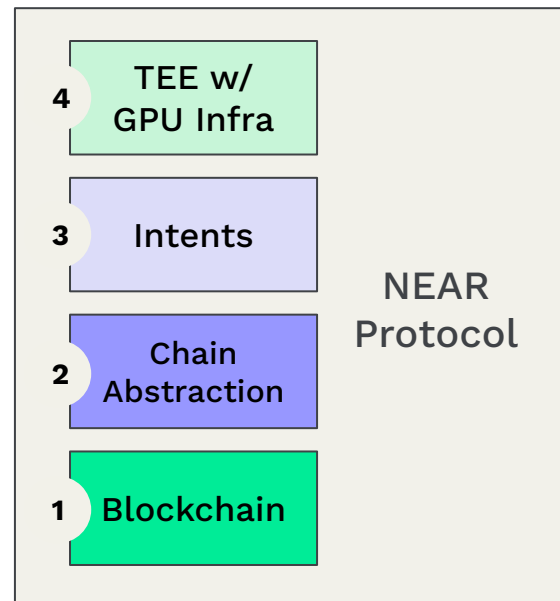 4
TEE w/
GPU Infra
3
Intents
NEAR
Protocol
2
Chain
Abstraction
1
Blockchain